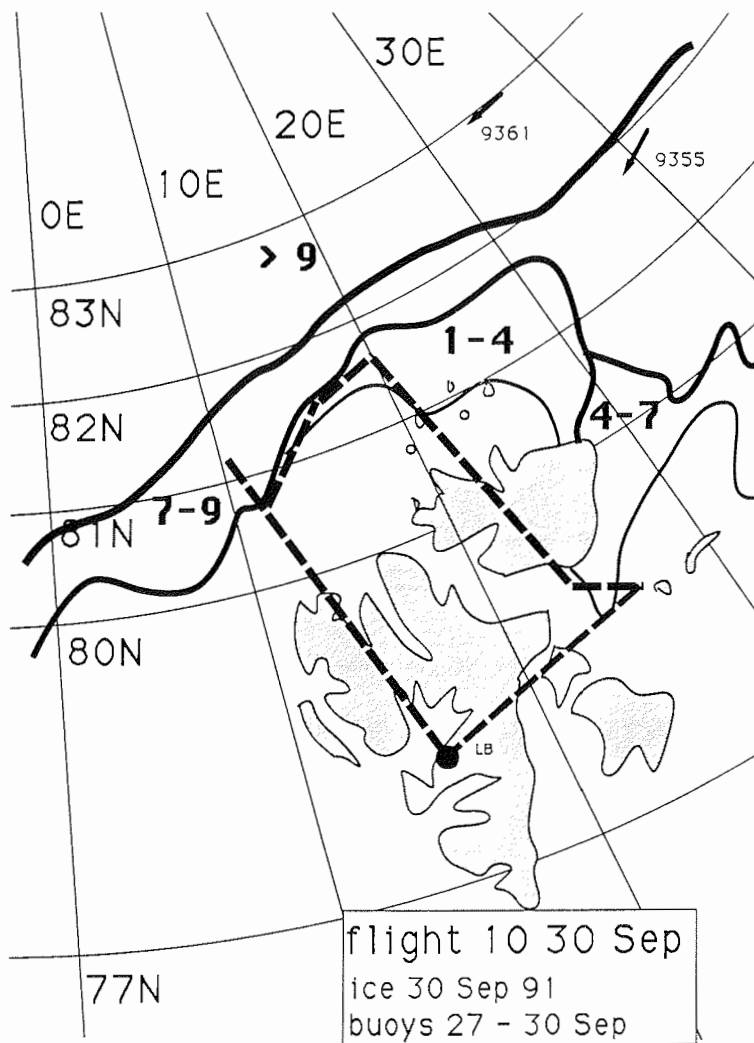 30E
20E
9361
9355
10E
0E
> 9
83N
1-4
82N
4-7
7-9
81N
80N
LB
flight 10 30 Sep
ice 30 Sep 91
77N
buoys 27 - 30 Sep